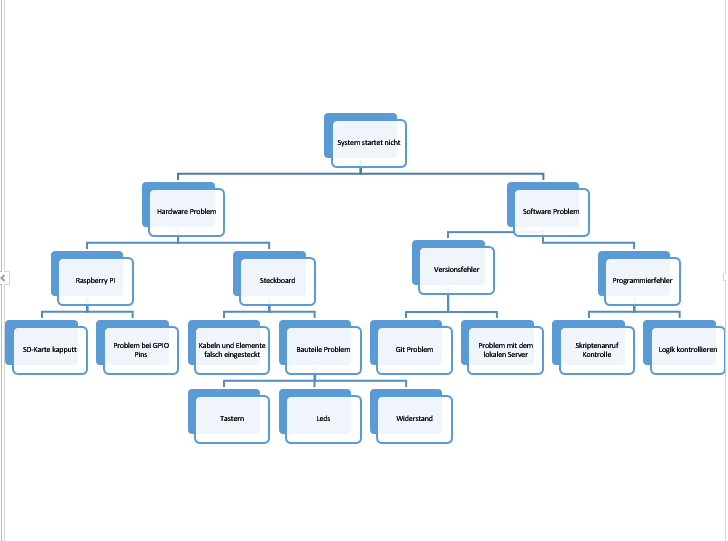 System startet nicht
Hardware Problem
Software Problem
Raspberry PI
Steckboard
Versionsfehler
Programmierfehler
SD-Karte kapputt
Problem bei GPIO
Pins
Kabeln und Elemente
falsch eingesteckt
Bauteile Problem
Git Problem
Problem mit dem
lokalen Server
Skriptenanruf
Kontrolle
Logik kontrollieren
Tastern
Leds
Widerstand